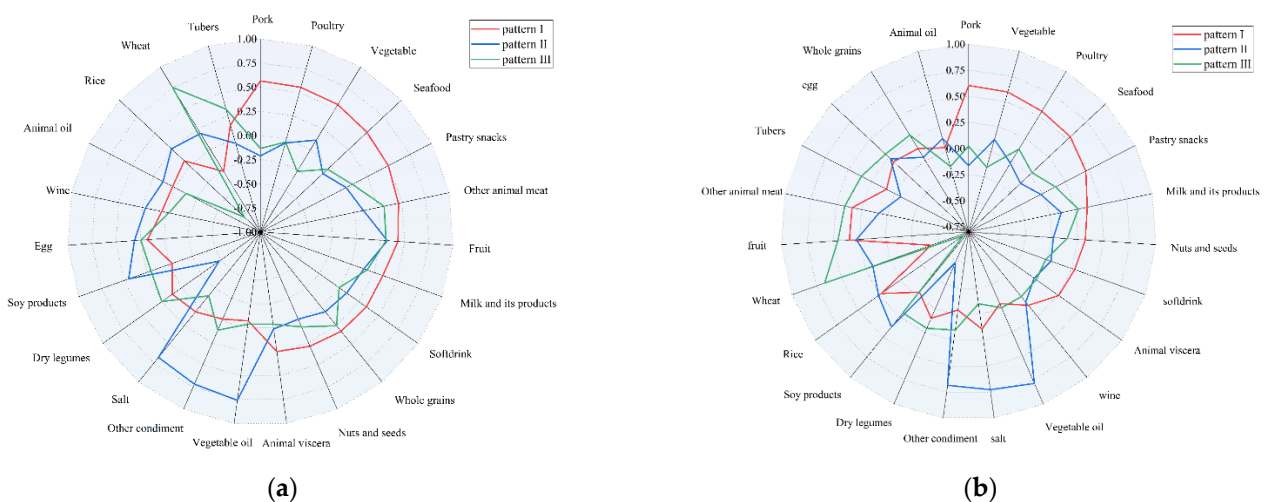 Pork
Poultry
Vegetable
Seafood
Pastry snacks
Other animal meat
Fruit
Milk and its products
Softdrink
Whole grains
Nuts and seeds
Animal viscera
Vegetable oil
Other condiment
Salt
Dry legumes
Soy products
Egg
Wine
Animal oil
Rice
Wheat
Tubers
1.00
0.75
0.50
0.25
0.00
-0.25
-0.50
-0.75
-1.00
pattern I
pattern II
pattern III
(a)
Pork
Vegetable
Poultry
Seafood
Pastry snacks
Milk and its products
Nuts and seeds
softdrink
Animal viscera
wine
Vegetable oil
salt
Other condiment
Dry legumes
Soy products
Rice
Wheat
fruit
Other animal meat
Tubers
egg
Whole grains
Animal oil
1.00
0.75
0.50
0.25
0.00
-0.25
-0.50
-0.75
pattern I
pattern II
pattern III
(b)